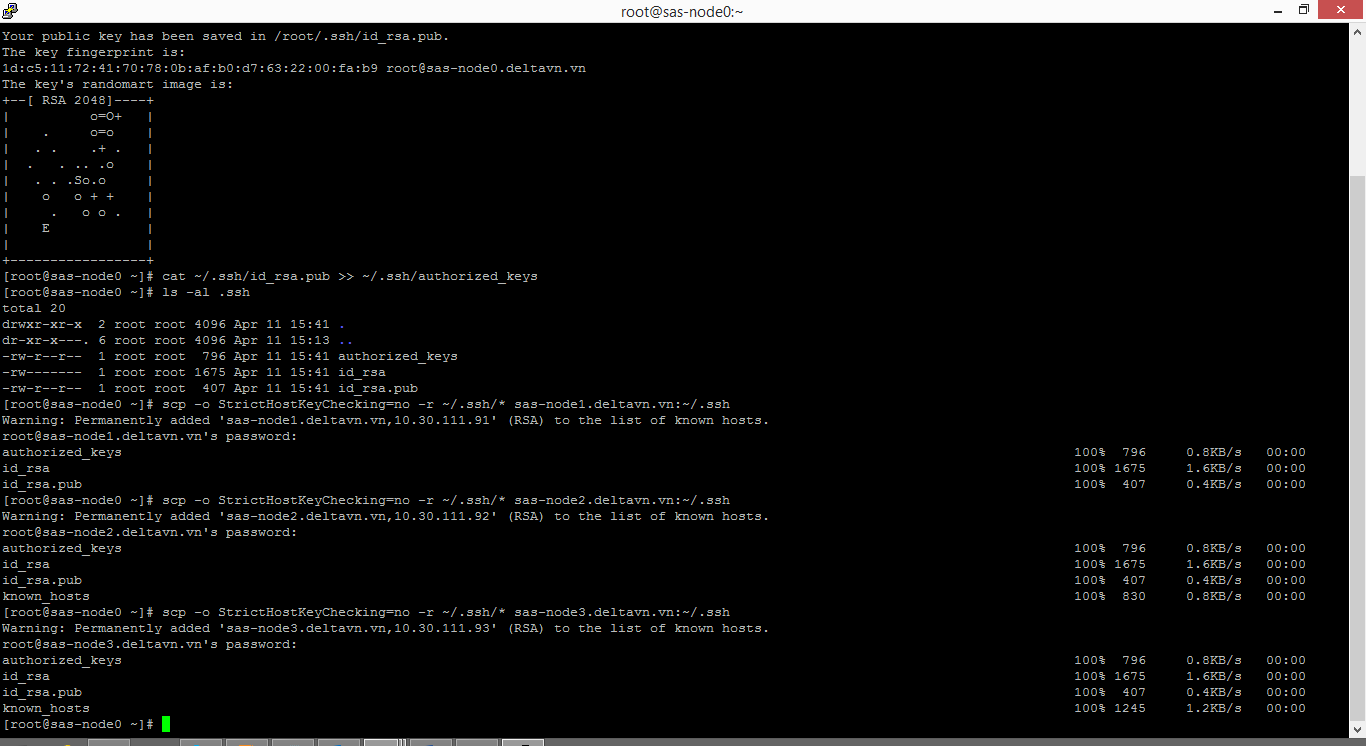 root@sas-node0:~
Your public key has been saved in /root/.ssh/id_rsa.pub.
The key fingerprint is:
1d:c5:11:72:41:70:78:0b:af:b0:d7:63:22:00:fa:b9 root@sas-node0.deltavn.vn
The key's randomart image is:
+--[ RSA 2048]----+
|          o=O+   |
|    .     o=o    |
|   . .    .+ .   |
|  .   . .. .o    |
|   . . .So.o     |
|    o   o + +    |
|     .   o o .   |
|    E            |
|                 |
+-----------------+
[root@sas-node0 ~]# cat ~/.ssh/id_rsa.pub >> ~/.ssh/authorized_keys
[root@sas-node0 ~]# ls -al .ssh
total 20
drwxr-xr-x  2 root root 4096 Apr 11 15:41 .
dr-xr-x---. 6 root root 4096 Apr 11 15:13 ..
-rw-r--r--  1 root root  796 Apr 11 15:41 authorized_keys
-rw-------  1 root root 1675 Apr 11 15:41 id_rsa
-rw-r--r--  1 root root  407 Apr 11 15:41 id_rsa.pub
[root@sas-node0 ~]# scp -o StrictHostKeyChecking=no -r ~/.ssh/* sas-node1.deltavn.vn:~/.ssh
Warning: Permanently added 'sas-node1.deltavn.vn,10.30.111.91' (RSA) to the list of known hosts.
root@sas-node1.deltavn.vn's password:
authorized_keys 100%  796     0.8KB/s   00:00
id_rsa 100% 1675     1.6KB/s   00:00
id_rsa.pub 100%  407     0.4KB/s   00:00
[root@sas-node0 ~]# scp -o StrictHostKeyChecking=no -r ~/.ssh/* sas-node2.deltavn.vn:~/.ssh
Warning: Permanently added 'sas-node2.deltavn.vn,10.30.111.92' (RSA) to the list of known hosts.
root@sas-node2.deltavn.vn's password:
authorized_keys 100%  796     0.8KB/s   00:00
id_rsa 100% 1675     1.6KB/s   00:00
id_rsa.pub 100%  407     0.4KB/s   00:00
known_hosts 100%  830     0.8KB/s   00:00
[root@sas-node0 ~]# scp -o StrictHostKeyChecking=no -r ~/.ssh/* sas-node3.deltavn.vn:~/.ssh
Warning: Permanently added 'sas-node3.deltavn.vn,10.30.111.93' (RSA) to the list of known hosts.
root@sas-node3.deltavn.vn's password:
authorized_keys 100%  796     0.8KB/s   00:00
id_rsa 100% 1675     1.6KB/s   00:00
id_rsa.pub 100%  407     0.4KB/s   00:00
known_hosts 100% 1245     1.2KB/s   00:00
[root@sas-node0 ~]#